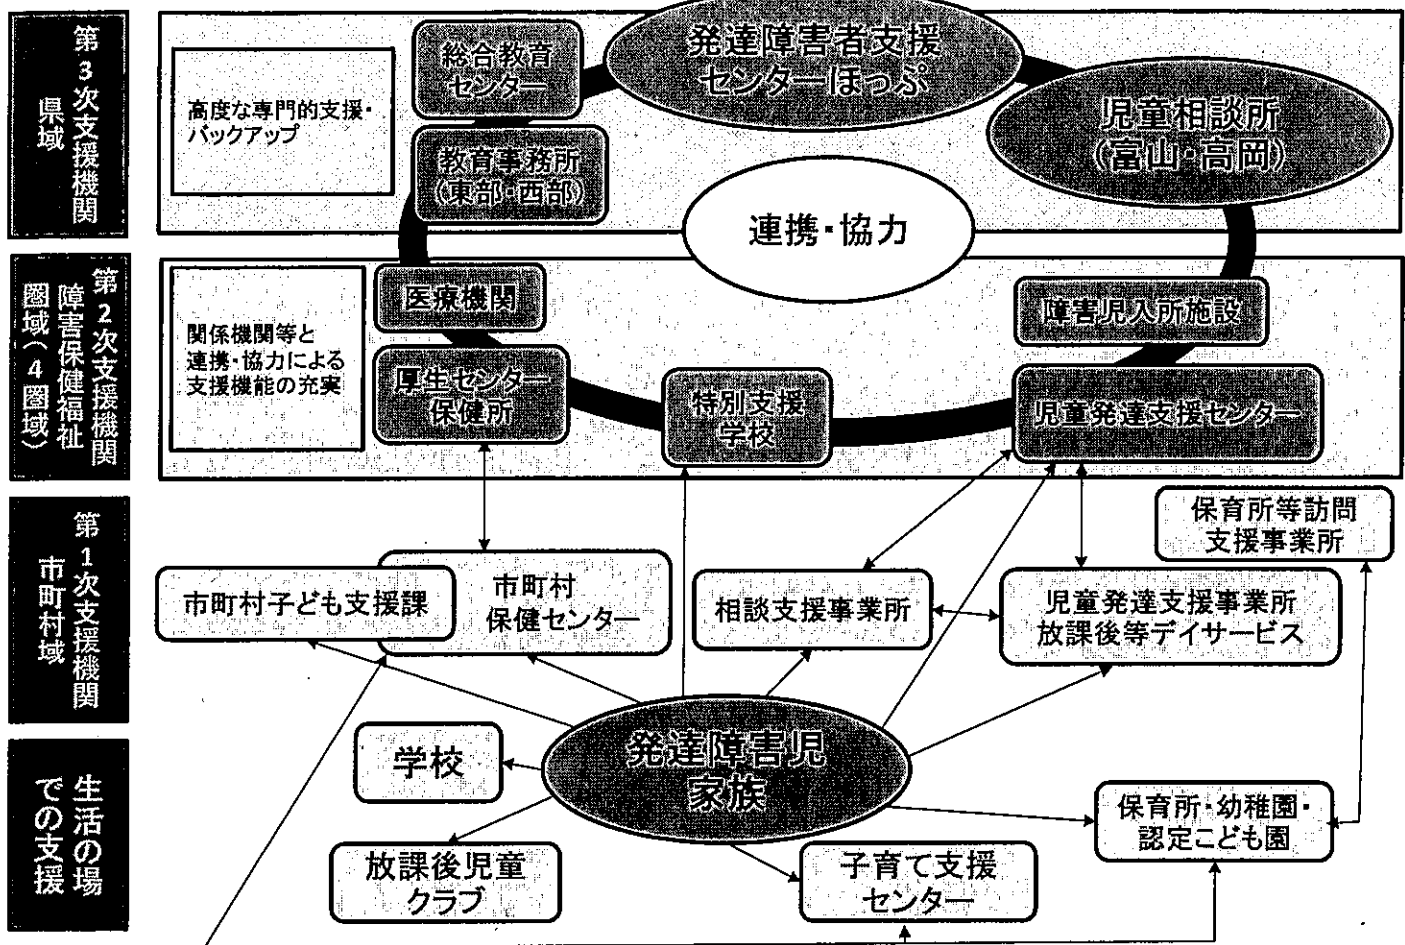 第3次支援機関
県域
高度な専門的支援・
バックアップ
総合教育
センター
教育事務所
(東部・西部)
発達障害者支援
センターほっぷ
児童相談所
(富山・高岡)
連携・協力
第2次支援機関
障害保健福祉
圏域(4圏域)
関係機関等と
連携・協力による
支援機能の充実
医療機関
厚生センター
保健所
特別支援
学校
障害児入所施設
児童発達支援センター
第1次支援機関
市町村域
市町村子ども支援課
市町村
保健センター
相談支援事業所
児童発達支援事業所
放課後等デイサービス
保育所等訪問
支援事業所
生活の場
での支援
学校
発達障害児
家族
放課後児童
クラブ
子育て支援
センター
保育所・幼稚園・
認定こども園